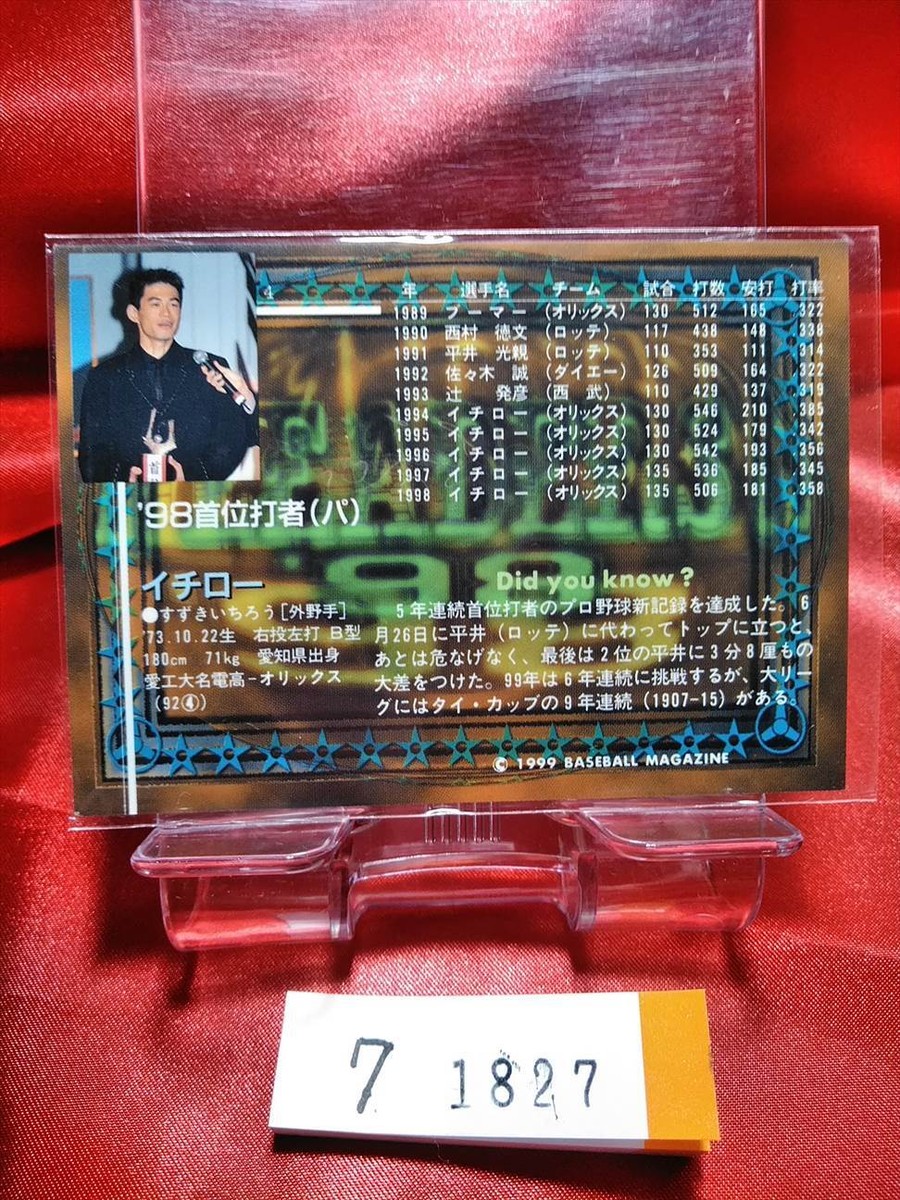 4
年 選手名 チーム 試合 打数 安打 打率
1989 ブーマー (オリックス) 130 512 165 .322
1990 西村 徳文 (ロッテ) 117 438 148 .338
1991 平井 光親 (ロッテ) 110 353 111 .314
1992 佐々木 誠 (ダイエー) 126 509 164 .322
1993 辻 発彦 (西 武) 110 429 137 .319
1994 イチロー (オリックス) 130 546 210 .385
1995 イチロー (オリックス) 130 524 179 .342
1996 イチロー (オリックス) 130 542 193 .356
1997 イチロー (オリックス) 135 536 185 .345
1998 イチロー (オリックス) 135 506 181 .358
'98首位打者(パ)
イチロー
●すずきいちろう[外野手]
'73.10.22生 右投左打 B型
180cm 71kg 愛知県出身
愛工大名電高−オリックス
(92④)
Did you know?
5年連続首位打者のプロ野球新記録を達成した。6
月26日に平井(ロッテ)に代わってトップに立つと、
あとは危なげなく、最後は2位の平井に3分8厘もの
大差をつけた。99年は6年連続に挑戦するが、大リー
グにはタイ・カップの9年連続(1907-15)がある。
98
© 1999 BASEBALL MAGAZINE
7 1827